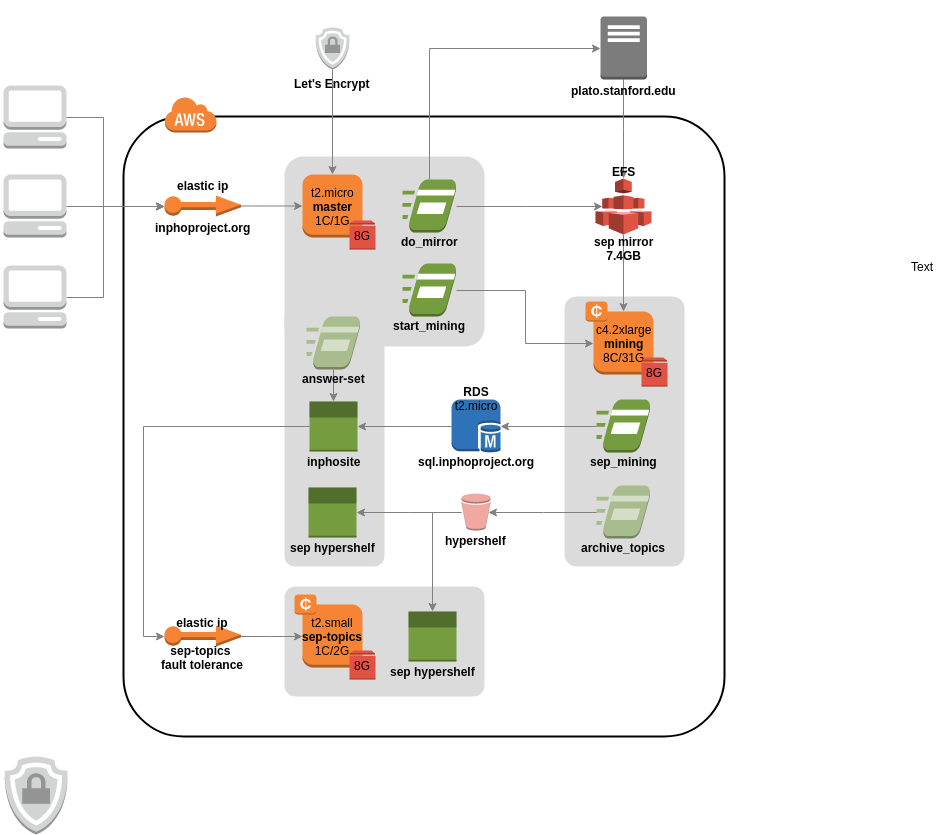 Let's Encrypt
plato.stanford.edu
AWS
elastic ip
inphoproject.org
t2.micro
master
1C/1G
8G
do_mirror
EFS
sep mirror
7.4GB
Text
start_mining
₵
c4.2xlarge
mining
8C/31G
8G
answer-set
inphosite
RDS
t2.micro
M
sql.inphoproject.org
sep_mining
sep hypershelf
hypershelf
archive_topics
elastic ip
sep-topics
fault tolerance
₵
t2.small
sep-topics
1C/2G
8G
sep hypershelf